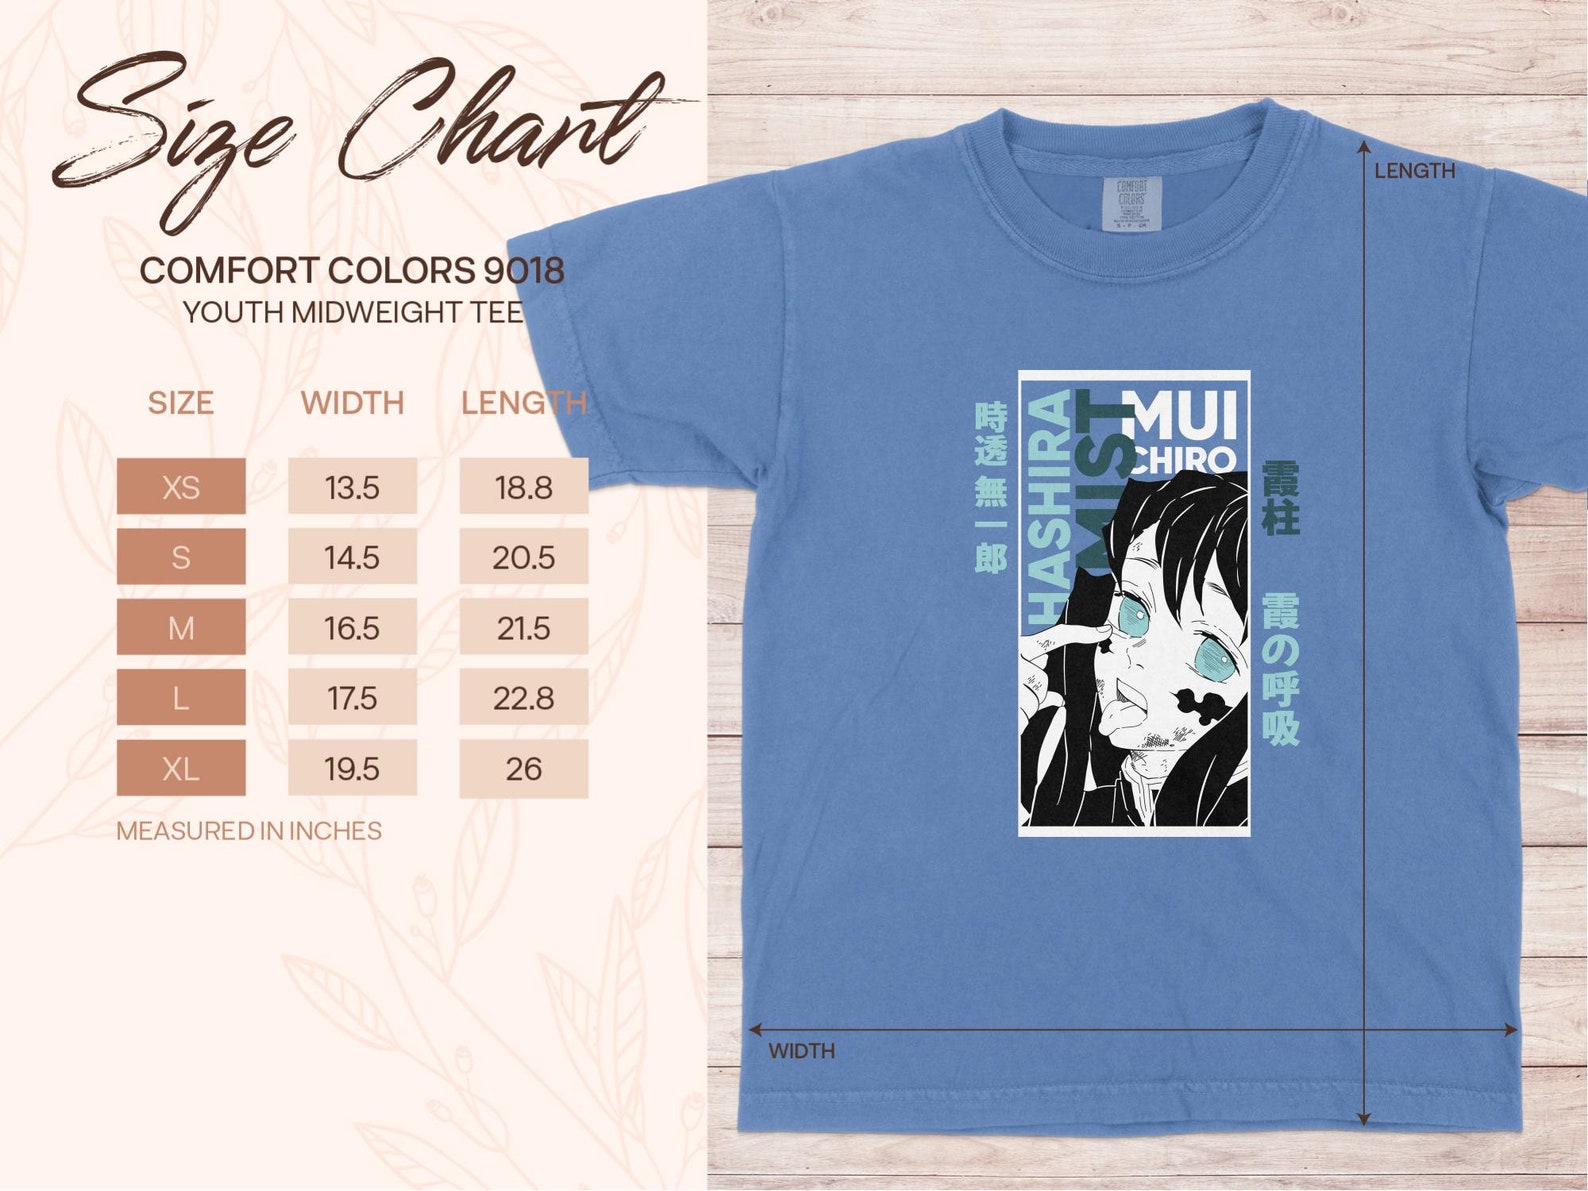 Size Chart
COMFORT COLORS 9018
YOUTH MIDWEIGHT TEE
SIZE WIDTH LENGTH
XS 13.5 18.8
S 14.5 20.5
M 16.5 21.5
L 17.5 22.8
XL 19.5 26
MEASURED IN INCHES
COMFORT
COLORS
LENGTH
時透無一郎
HASHIRA
MIST
MUI
CHIRO
霞柱
霞の呼吸
WIDTH